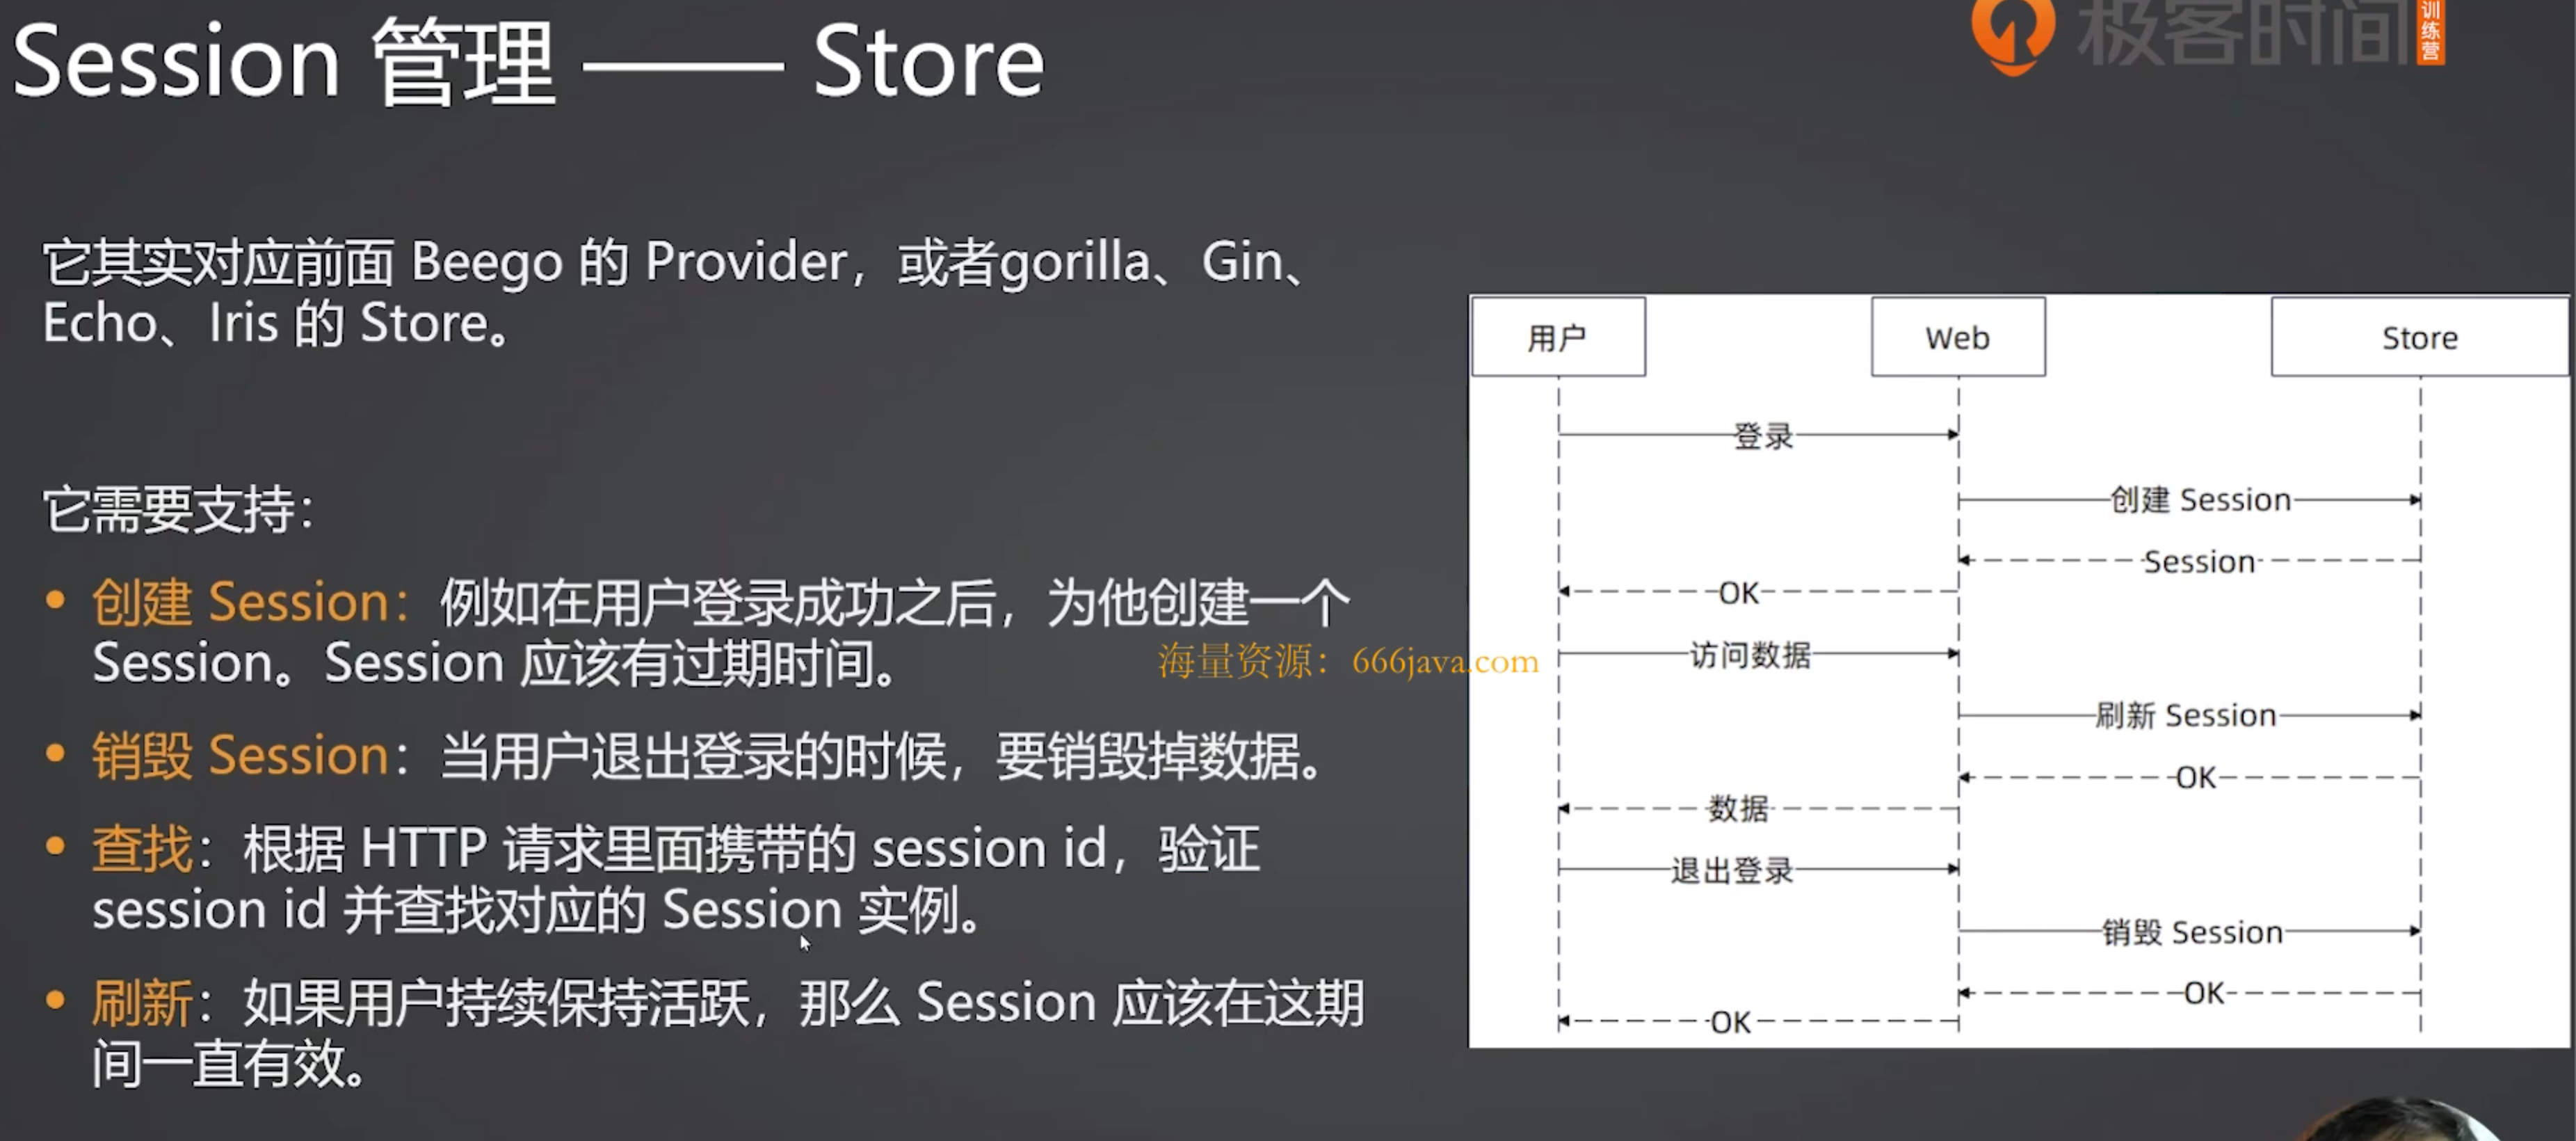 Session 管理 —— Store
极客时间
训练营
它其实对应前面 Beego 的 Provider，或者gorilla、Gin、
Echo、Iris 的 Store。
它需要支持：
• 创建 Session：例如在用户登录成功之后，为他创建一个
Session。Session 应该有过期时间。
• 销毁 Session：当用户退出登录的时候，要销毁掉数据。
• 查找：根据 HTTP 请求里面携带的 session id，验证
session id 并查找对应的 Session 实例。
• 刷新：如果用户持续保持活跃，那么 Session 应该在这期
间一直有效。
海量资源：666java.com
用户
Web
Store
登录
创建 Session
Session
OK
访问数据
刷新 Session
OK
数据
退出登录
销毁 Session
OK
OK